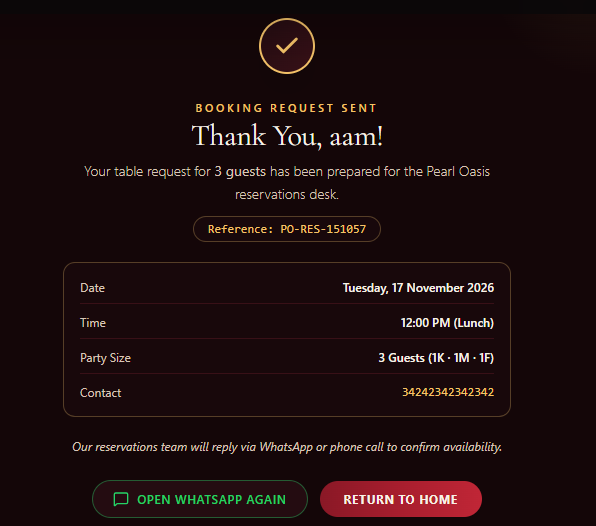 BOOKING REQUEST SENT
Thank You, aam!
Your table request for 3 guests has been prepared for the Pearl Oasis
reservations desk.
Reference: PO-RES-151057
Date Tuesday, 17 November 2026
Time 12:00 PM (Lunch)
Party Size 3 Guests (1K · 1M · 1F)
Contact 34242342342342
Our reservations team will reply via WhatsApp or phone call to confirm availability.
OPEN WHATSAPP AGAIN RETURN TO HOME